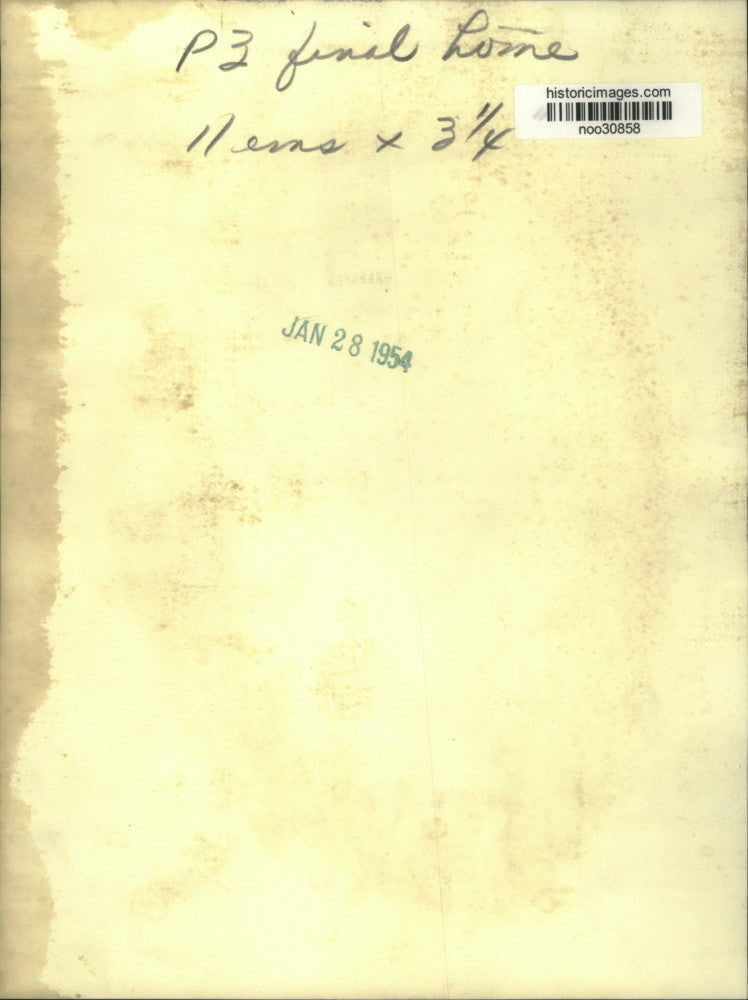 P3 final home
historicimages.com
noo30858
11 ems x 3 1/4
JAN 28 1954